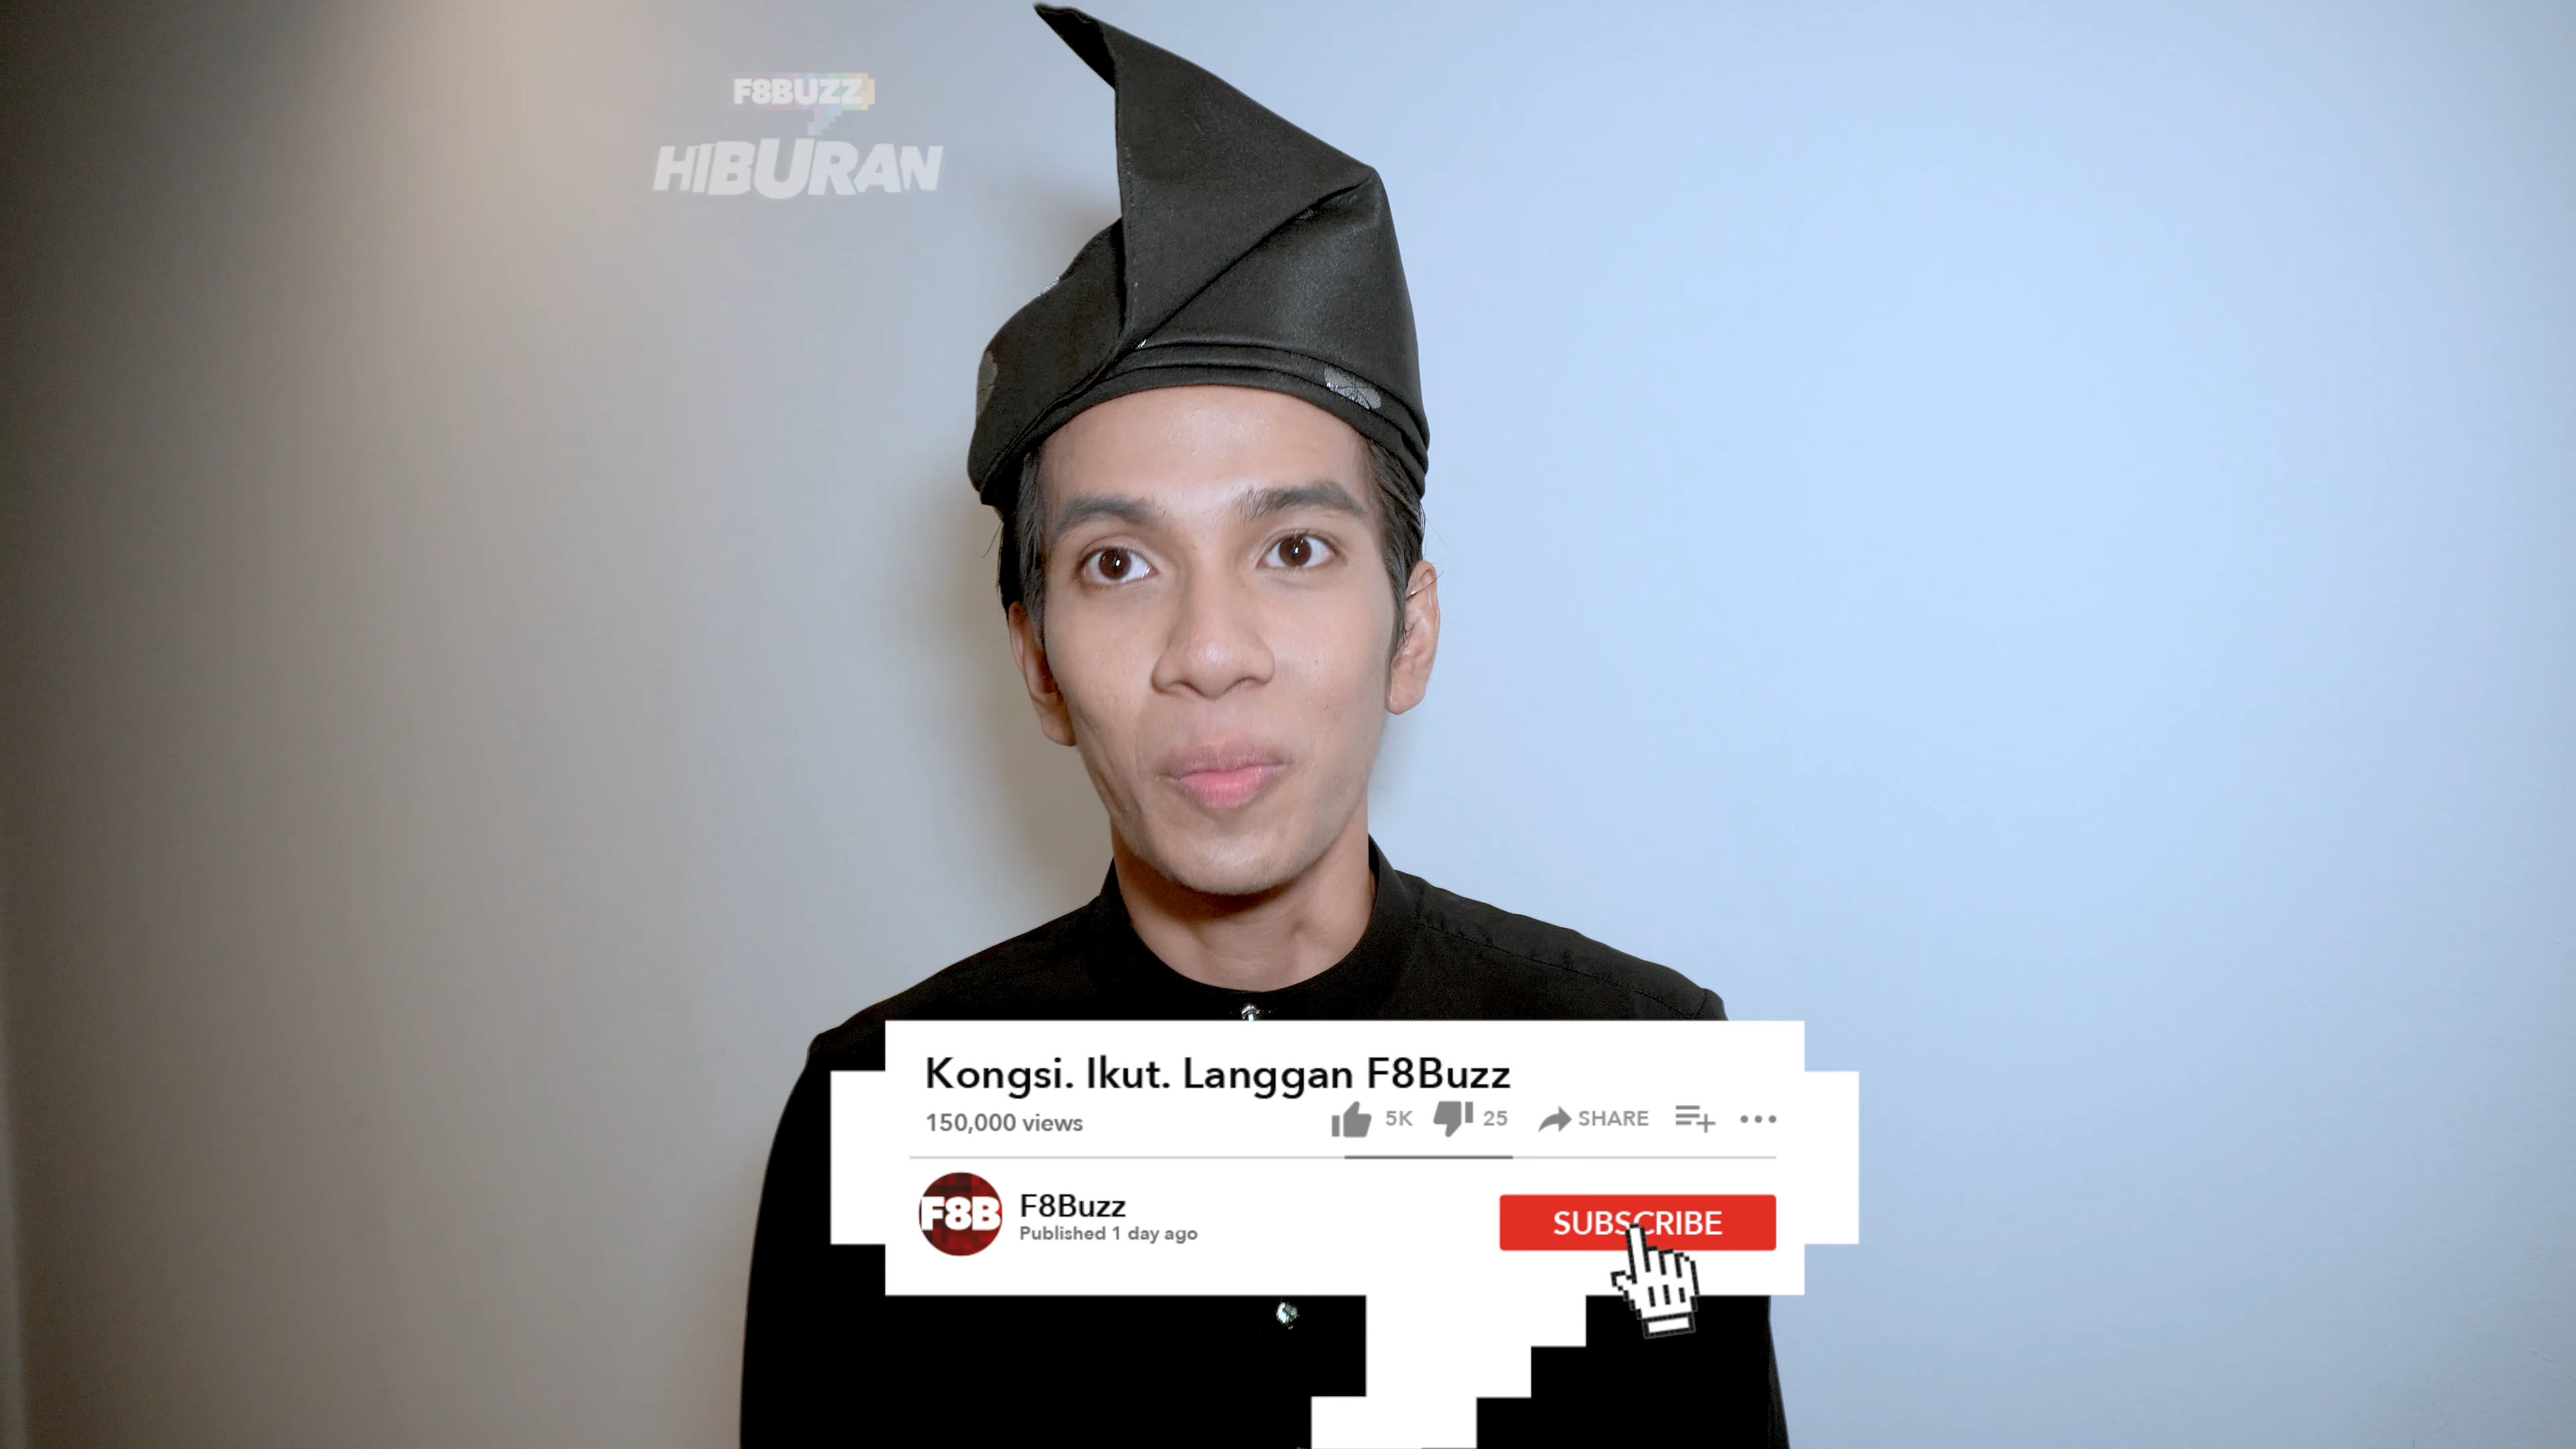 F8BUZZ
HIBURAN
Kongsi. Ikut. Langgan F8Buzz
150,000 views 5K 25 SHARE
F8B
F8Buzz
Published 1 day ago
SUBSCRIBE